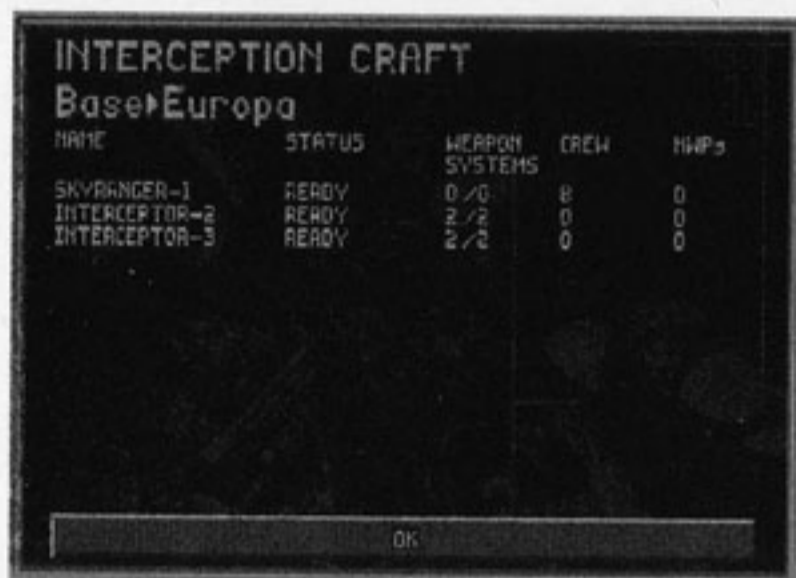 INTERCEPTION CRAFT
Base▸Europa
NAME STATUS WEAPON SYSTEMS CREW HWPs
SKYRANGER-1 READY 0/0 8 0
INTERCEPTOR-2 READY 2/2 0 0
INTERCEPTOR-3 READY 2/2 0 0
OK